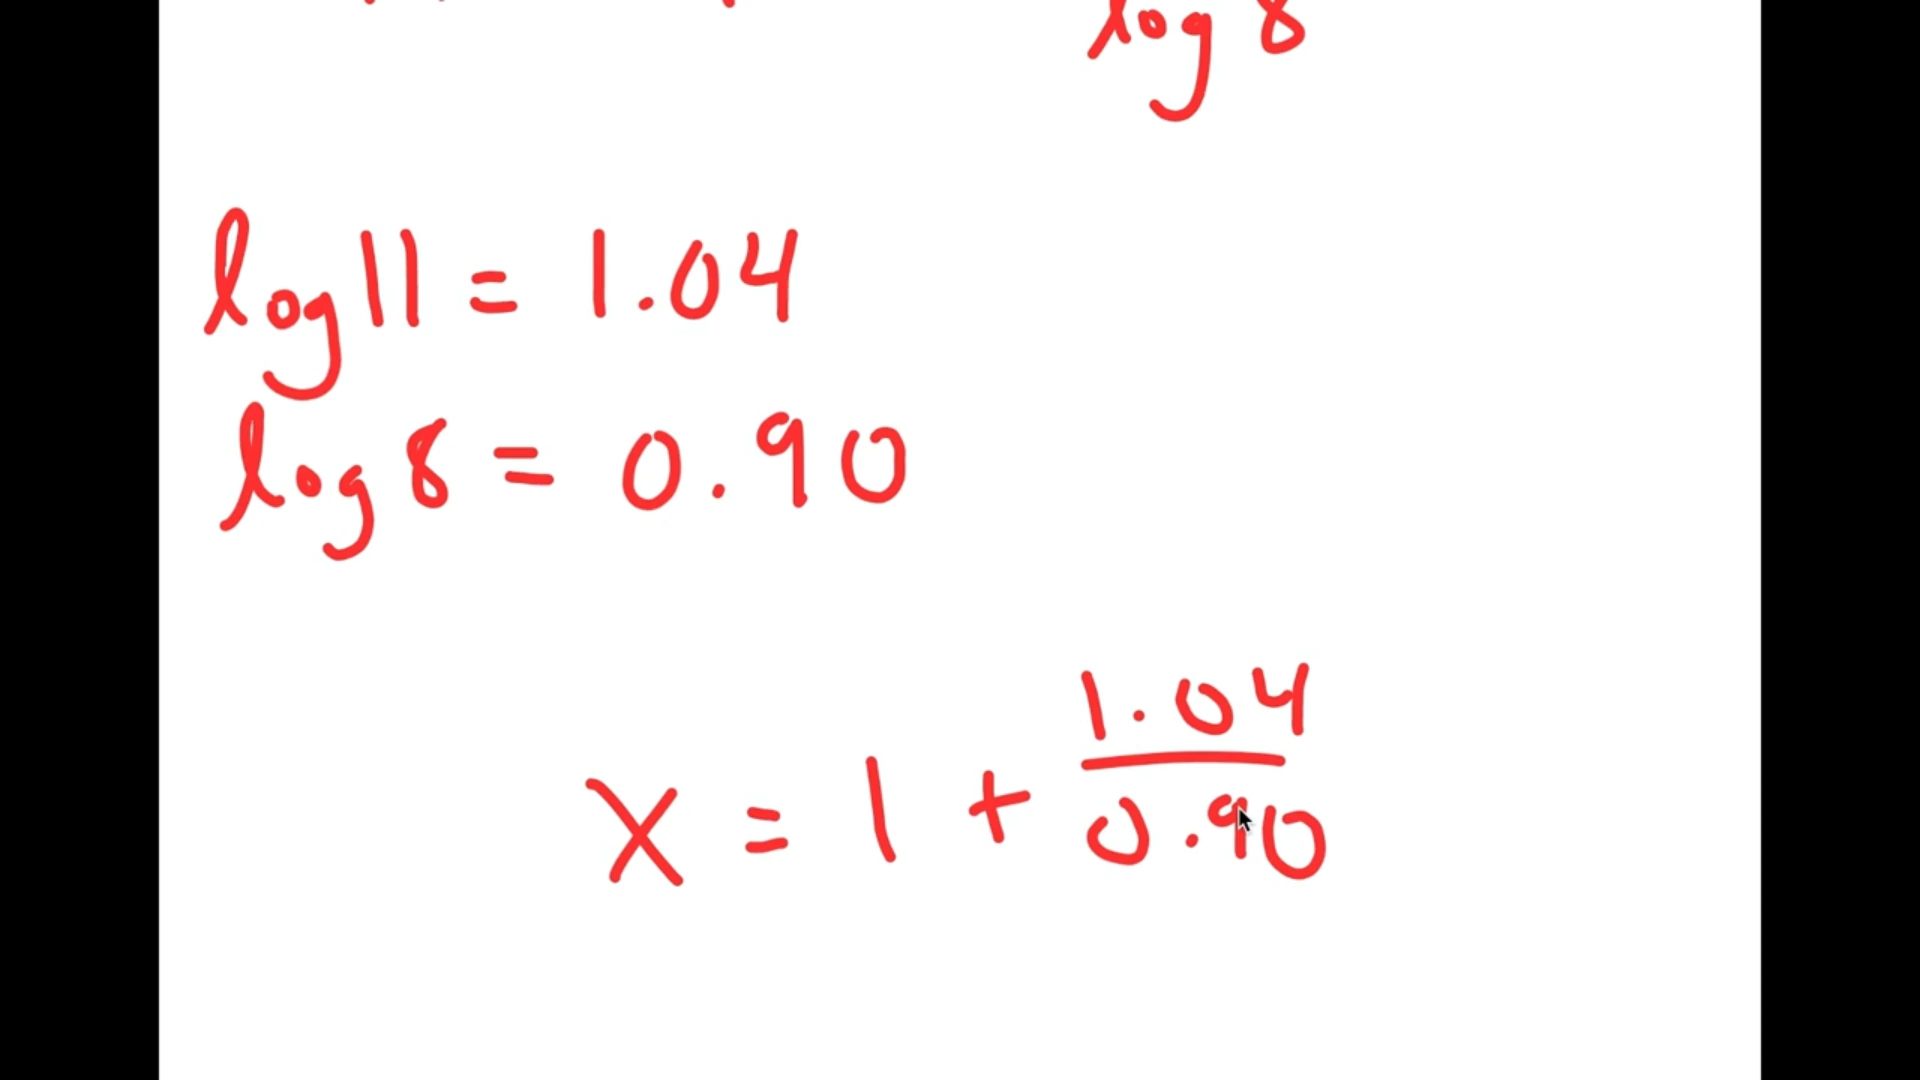 log 8
log 11 = 1.04
log 8 = 0.90
x = 1 + 1.04/0.90